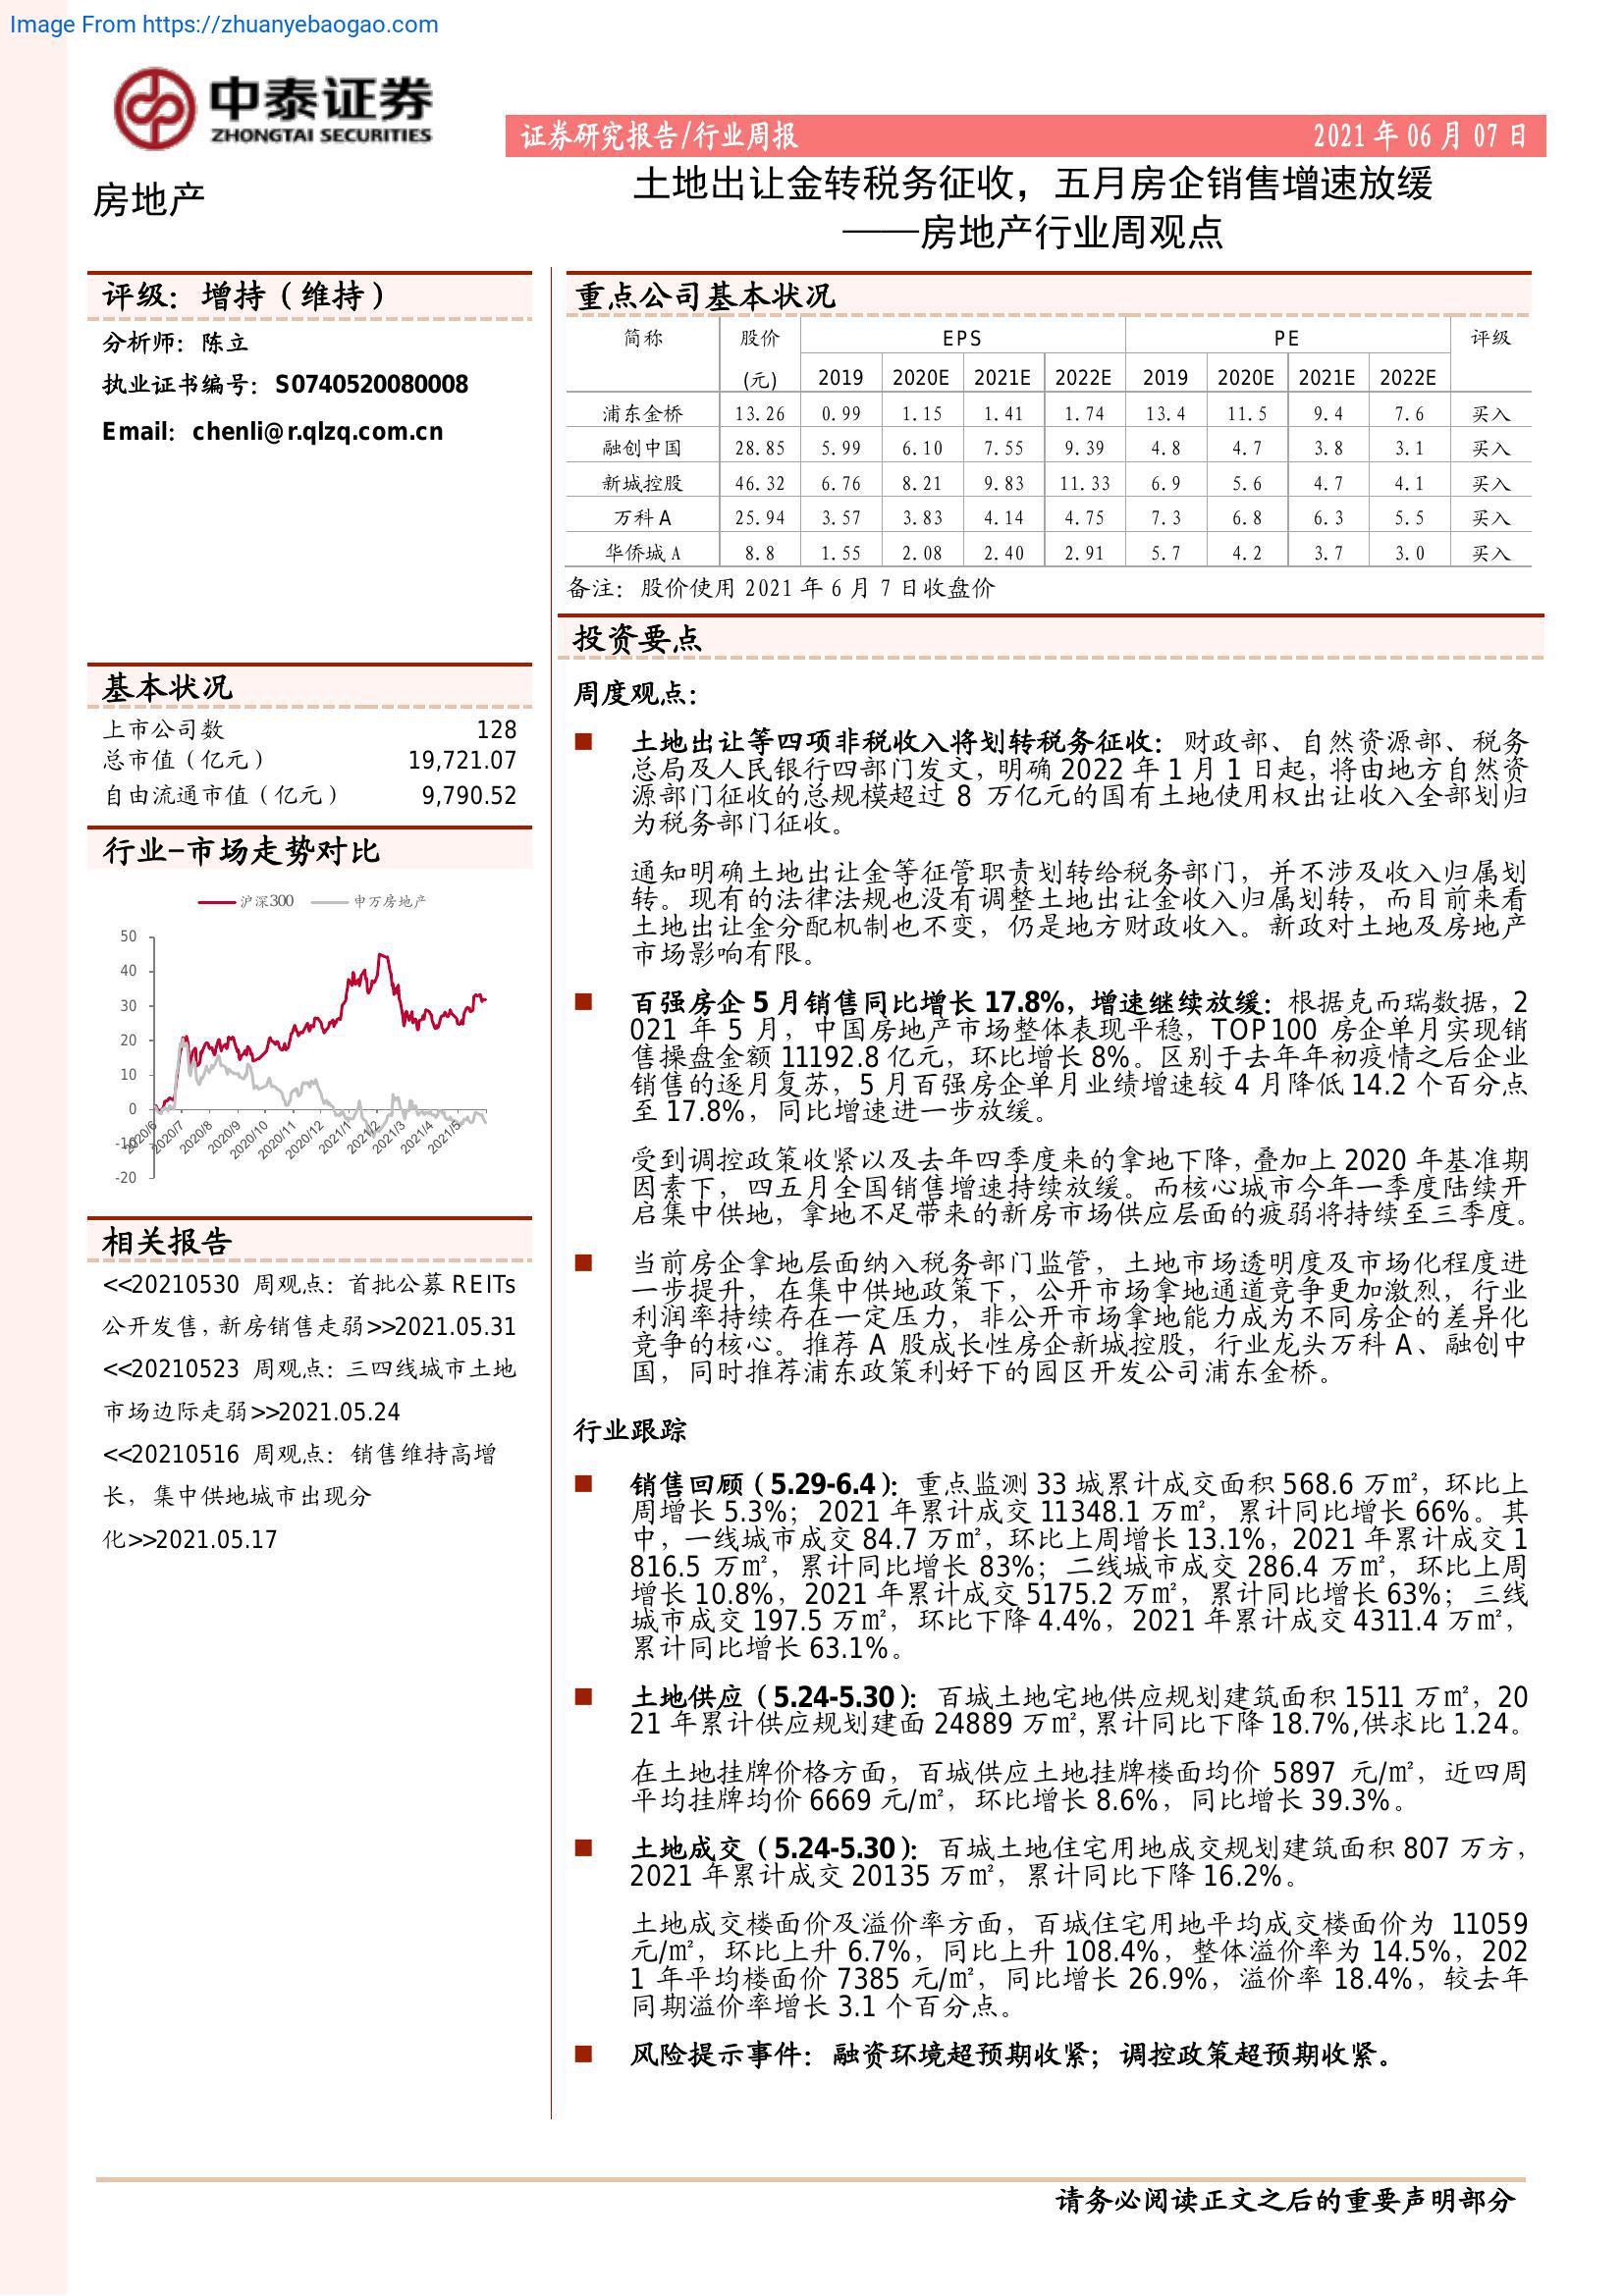 Image From https://zhuanyebaogao.com
中泰证券
ZHONGTAI SECURITIES
证券研究报告/行业周报 2021 年 06 月 07 日
房地产
土地出让金转税务征收，五月房企销售增速放缓
——房地产行业周观点
评级：增持（维持）
分析师：陈立
执业证书编号：S0740520080008
Email：chenli@r.qlzq.com.cn
基本状况
上市公司数 128
总市值（亿元） 19,721.07
自由流通市值（亿元） 9,790.52
行业-市场走势对比
沪深300 申万房地产
50
40
30
20
10
0
-10
-20
2020/6 2020/7 2020/8 2020/9 2020/10 2020/11 2020/12 2021/1 2021/2 2021/3 2021/4 2021/5
相关报告
<<20210530 周观点：首批公募 REITs
公开发售，新房销售走弱>>2021.05.31
<<20210523 周观点：三四线城市土地
市场边际走弱>>2021.05.24
<<20210516 周观点：销售维持高增
长，集中供地城市出现分
化>>2021.05.17
重点公司基本状况
简称 股价 EPS PE 评级
(元) 2019 2020E 2021E 2022E 2019 2020E 2021E 2022E
浦东金桥 13.26 0.99 1.15 1.41 1.74 13.4 11.5 9.4 7.6 买入
融创中国 28.85 5.99 6.10 7.55 9.39 4.8 4.7 3.8 3.1 买入
新城控股 46.32 6.76 8.21 9.83 11.33 6.9 5.6 4.7 4.1 买入
万科 A 25.94 3.57 3.83 4.14 4.75 7.3 6.8 6.3 5.5 买入
华侨城 A 8.8 1.55 2.08 2.40 2.91 5.7 4.2 3.7 3.0 买入
备注：股价使用 2021 年 6 月 7 日收盘价
投资要点
周度观点：
■ 土地出让等四项非税收入将划转税务征收：财政部、自然资源部、税务
总局及人民银行四部门发文，明确 2022 年 1 月 1 日起，将由地方自然资
源部门征收的总规模超过 8 万亿元的国有土地使用权出让收入全部划归
为税务部门征收。
通知明确土地出让金等征管职责划转给税务部门，并不涉及收入归属划
转。现有的法律法规也没有调整土地出让金收入归属划转，而目前来看
土地出让金分配机制也不变，仍是地方财政收入。新政对土地及房地产
市场影响有限。
■ 百强房企 5 月销售同比增长 17.8%，增速继续放缓：根据克而瑞数据，2
021 年 5 月，中国房地产市场整体表现平稳，TOP100 房企单月实现销
售操盘金额 11192.8 亿元，环比增长 8%。区别于去年年初疫情之后企业
销售的逐月复苏，5 月百强房企单月业绩增速较 4 月降低 14.2 个百分点
至 17.8%，同比增速进一步放缓。
受到调控政策收紧以及去年四季度来的拿地下降，叠加上 2020 年基准期
因素下，四五月全国销售增速持续放缓。而核心城市今年一季度陆续开
启集中供地，拿地不足带来的新房市场供应层面的疲弱将持续至三季度。
■ 当前房企拿地层面纳入税务部门监管，土地市场透明度及市场化程度进
一步提升，在集中供地政策下，公开市场拿地通道竞争更加激烈，行业
利润率持续存在一定压力，非公开市场拿地能力成为不同房企的差异化
竞争的核心。推荐 A 股成长性房企新城控股，行业龙头万科 A、融创中
国，同时推荐浦东政策利好下的园区开发公司浦东金桥。
行业跟踪
■ 销售回顾（5.29-6.4）：重点监测 33 城累计成交面积 568.6 万㎡，环比上
周增长 5.3%；2021 年累计成交 11348.1 万㎡，累计同比增长 66%。其
中，一线城市成交 84.7 万㎡，环比上周增长 13.1%，2021 年累计成交 1
816.5 万㎡，累计同比增长 83%；二线城市成交 286.4 万㎡，环比上周
增长 10.8%，2021 年累计成交 5175.2 万㎡，累计同比增长 63%；三线
城市成交 197.5 万㎡，环比下降 4.4%，2021 年累计成交 4311.4 万㎡，
累计同比增长 63.1%。
■ 土地供应（5.24-5.30）：百城土地宅地供应规划建筑面积 1511 万㎡，20
21 年累计供应规划建面 24889 万㎡,累计同比下降 18.7%,供求比 1.24。
在土地挂牌价格方面，百城供应土地挂牌楼面均价 5897 元/㎡，近四周
平均挂牌均价 6669 元/㎡，环比增长 8.6%，同比增长 39.3%。
■ 土地成交（5.24-5.30）：百城土地住宅用地成交规划建筑面积 807 万方，
2021 年累计成交 20135 万㎡，累计同比下降 16.2%。
土地成交楼面价及溢价率方面，百城住宅用地平均成交楼面价为 11059
元/㎡，环比上升 6.7%，同比上升 108.4%，整体溢价率为 14.5%，202
1 年平均楼面价 7385 元/㎡，同比增长 26.9%，溢价率 18.4%，较去年
同期溢价率增长 3.1 个百分点。
■ 风险提示事件：融资环境超预期收紧；调控政策超预期收紧。
请务必阅读正文之后的重要声明部分